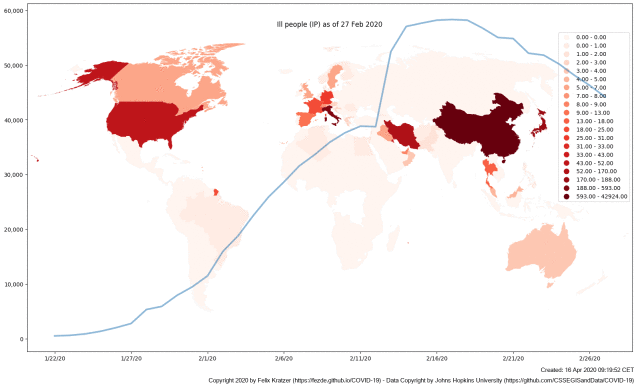 Ill people (IP) as of 27 Feb 2020
60,000
50,000
40,000
30,000
20,000
10,000
0
0.00 - 0.00
0.00 - 1.00
1.00 - 2.00
2.00 - 3.00
3.00 - 4.00
4.00 - 5.00
5.00 - 7.00
7.00 - 8.00
8.00 - 9.00
9.00 - 13.00
13.00 - 18.00
18.00 - 25.00
25.00 - 31.00
31.00 - 33.00
33.00 - 43.00
43.00 - 52.00
52.00 - 170.00
170.00 - 188.00
188.00 - 593.00
593.00 - 42924.00
1/22/20 1/27/20 2/1/20 2/6/20 2/11/20 2/16/20 2/21/20 2/26/20
Created: 16 Apr 2020 09:19:52 CET
Copyright 2020 by Felix Kratzer (https://fezde.github.io/COVID-19) - Data Copyright by Johns Hopkins University (https://github.com/CSSEGISandData/COVID-19)